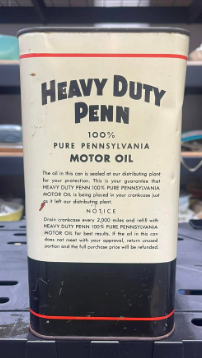 HEAVY DUTY
PENN
100%
PURE PENNSYLVANIA
MOTOR OIL
The oil in this can is sealed at our distributing plant
for your protection. This is your guarantee that
HEAVY DUTY PENN 100% PURE PENNSYLVANIA
MOTOR OIL is being placed in your crankcase just
as it left our distributing plant.
NOTICE
Drain crankcase every 2,000 miles and refill with
HEAVY DUTY PENN 100% PURE PENNSYLVANIA
MOTOR OIL for best results. If the oil in this can
does not meet with your approval, return unused
portion and the full purchase price will be refunded.